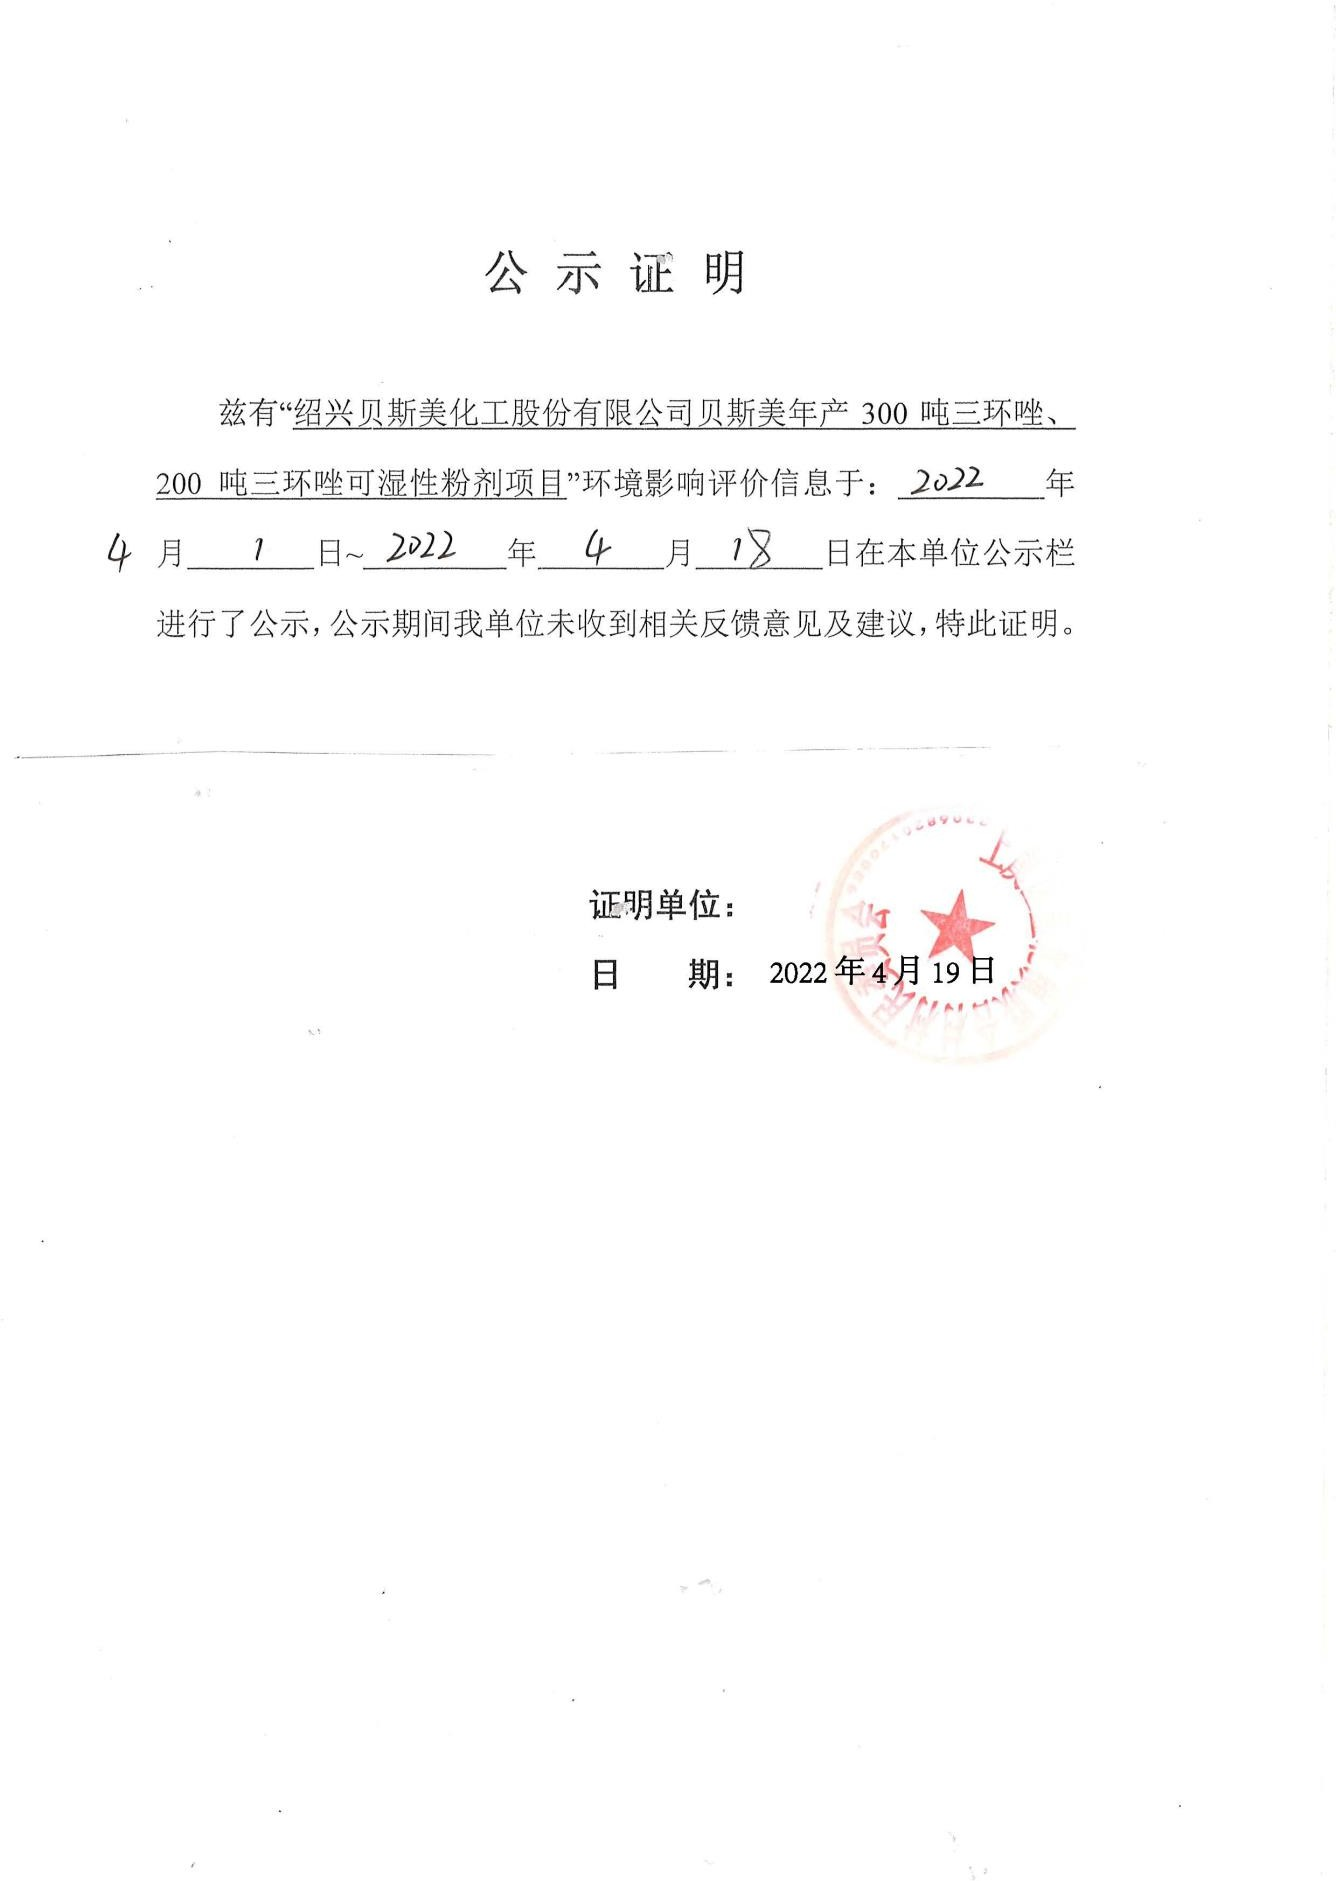 公示证明
兹有“绍兴贝斯美化工股份有限公司贝斯美年产 300 吨三环唑、
200 吨三环唑可湿性粉剂项目”环境影响评价信息于：2022 年
4 月 1 日~ 2022 年 4 月 18 日在本单位公示栏
进行了公示，公示期间我单位未收到相关反馈意见及建议，特此证明。
证明单位：
日 期： 2022 年 4 月 19 日